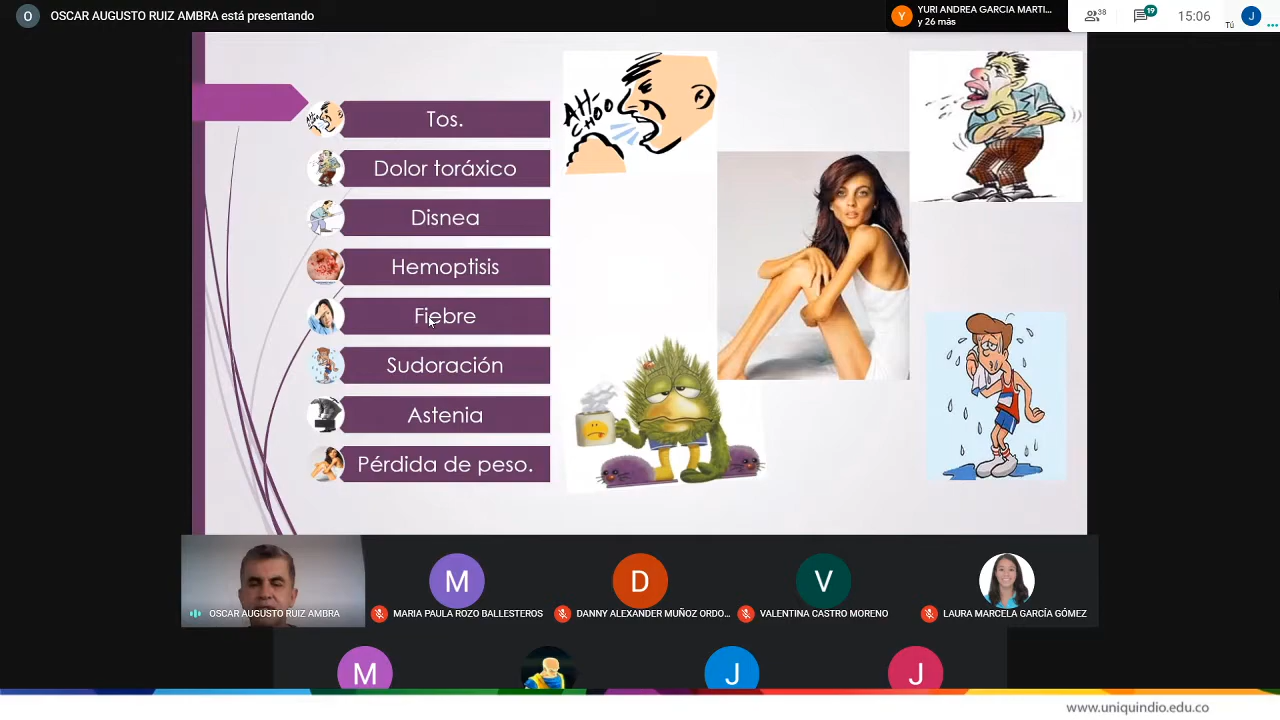 O OSCAR AUGUSTO RUIZ AMBRA está presentando
Y YURI ANDREA GARCIA MARTI...
y 26 más
38
19
15:06
Tú
J
Tos.
Dolor toráxico
Disnea
Hemoptisis
Fiebre
Sudoración
Astenia
Pérdida de peso.
AH-
CHOO
M
D
V
OSCAR AUGUSTO RUIZ AMBRA
MARIA PAULA ROZO BALLESTEROS
DANNY ALEXANDER MUÑOZ ORDO...
VALENTINA CASTRO MORENO
LAURA MARCELA GARCÍA GÓMEZ
M
J
J
www.uniquindio.edu.co